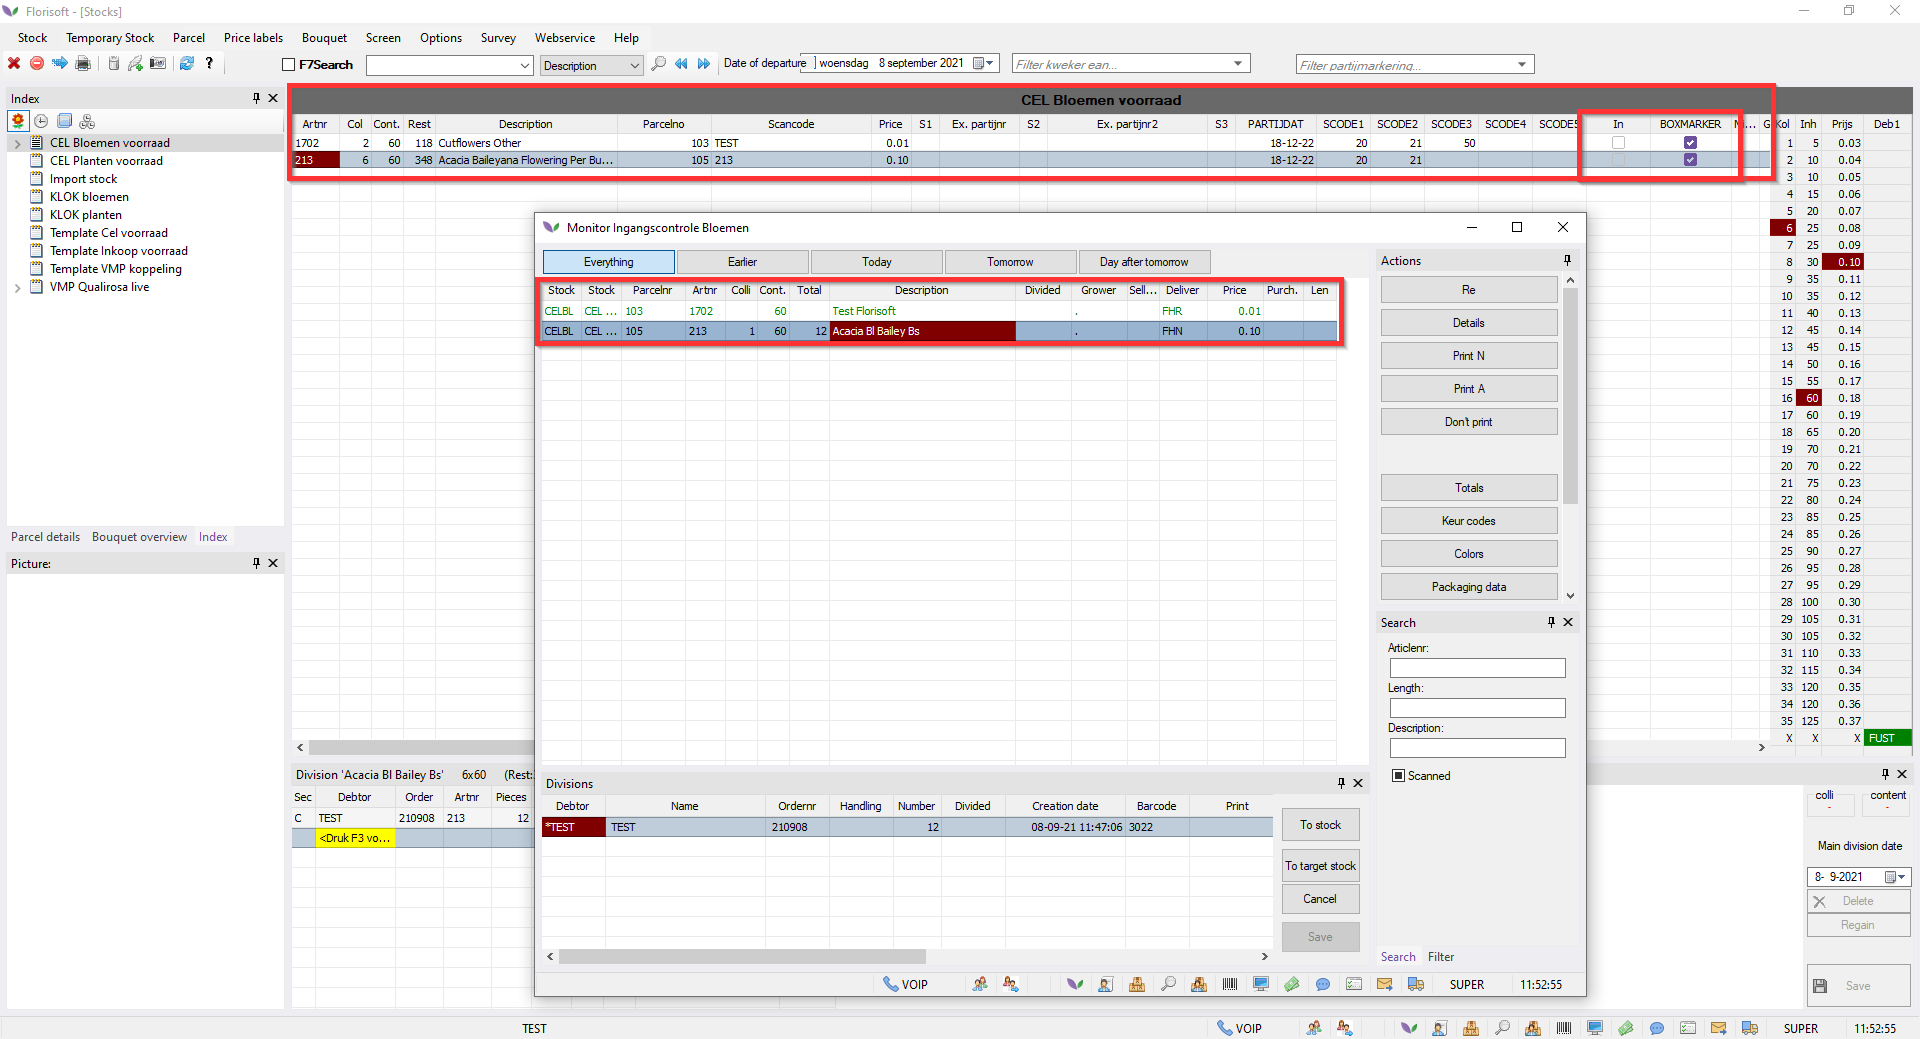 Florisoft - [Stocks]
Stock Temporary Stock Parcel Price labels Bouquet Screen Options Survey Webservice Help
F7Search Description Date of departure woensdag 8 september 2021 Filter kweker ean... Filter partijmarkering...
Index
CEL Bloemen voorraad
CEL Planten voorraad
Import stock
KLOK bloemen
KLOK planten
Template Cel voorraad
Template Inkoop voorraad
Template VMP koppeling
VMP Qualirosa live
Parcel details Bouquet overview Index
Picture:
CEL Bloemen voorraad
Artnr Col Cont. Rest Description Parcelno Scancode Price S1 Ex. partijnr S2 Ex. partijnr2 S3 PARTIJDAT SCODE1 SCODE2 SCODE3 SCODE4 SCODE5 In BOXMARKER
1702 2 60 118 Cutflowers Other 103 TEST 0.01 18-12-22 20 21 50
213 6 60 348 Acacia Baileyana Flowering Per Bu... 105 213 0.10 18-12-22 20 21
Kol Inh Prijs Deb1
1 5 0.03
2 10 0.04
3 10 0.05
4 15 0.06
5 20 0.07
6 25 0.08
7 25 0.09
8 30 0.10
9 35 0.11
10 35 0.12
11 40 0.13
12 45 0.14
13 45 0.15
14 50 0.16
15 55 0.17
16 60 0.18
17 60 0.19
18 65 0.20
19 70 0.21
20 70 0.22
21 75 0.23
22 80 0.24
23 85 0.25
24 85 0.26
25 90 0.27
26 95 0.28
27 95 0.29
28 100 0.30
29 105 0.31
30 105 0.32
31 110 0.33
32 115 0.34
33 120 0.35
34 120 0.36
35 125 0.37
X X X FUST
Monitor Ingangscontrole Bloemen
Everything Earlier Today Tomorrow Day after tomorrow
Stock Stock Parcelnr Artnr Colli Cont. Total Description Divided Grower Sell... Deliver Price Purch. Len
CELBL CEL ... 103 1702 60 Test Florisoft . FHR 0.01
CELBL CEL ... 105 213 1 60 12 Acacia Bl Bailey Bs . FHN 0.10
Actions
Re
Details
Print N
Print A
Don't print
Totals
Keur codes
Colors
Packaging data
Search
Articlenr:
Length:
Description:
Scanned
Search Filter
Divisions
Debtor Name Ordernr Handling Number Divided Creation date Barcode Print
*TEST TEST 210908 12 08-09-21 11:47:06 3022
To stock
To target stock
Cancel
Save
VOIP SUPER 11:52:55
Division 'Acacia Bl Bailey Bs' 6x60 (Rest:
Sec Debtor Order Artnr Pieces
C TEST 210908 213 12
<Druk F3 vo...
colli content
- -
Main division date
8- 9-2021
Delete
Regain
Save
TEST VOIP SUPER 11:52:55